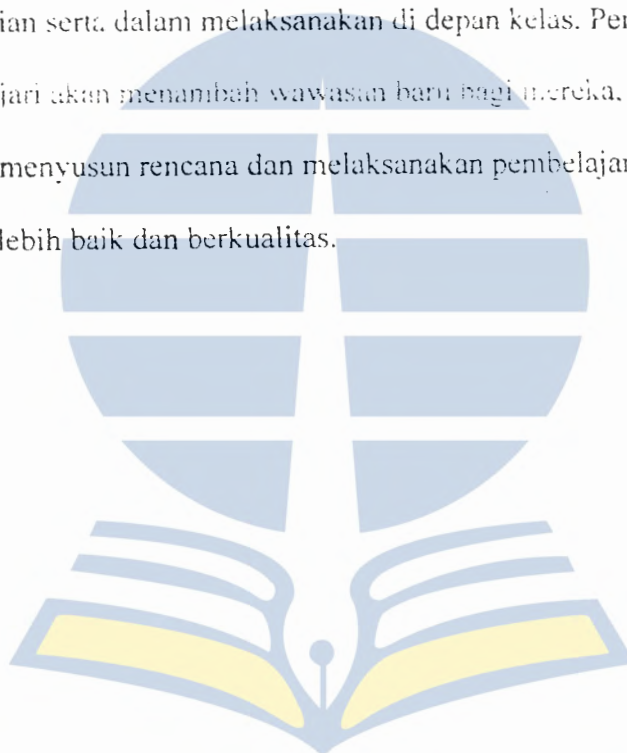 ian serta dalam melaksanakan di depan kelas. Per
jari akan menambah wawasan baru bagi mereka,
menyusun rencana dan melaksanakan pembelajar
lebih baik dan berkualitas.